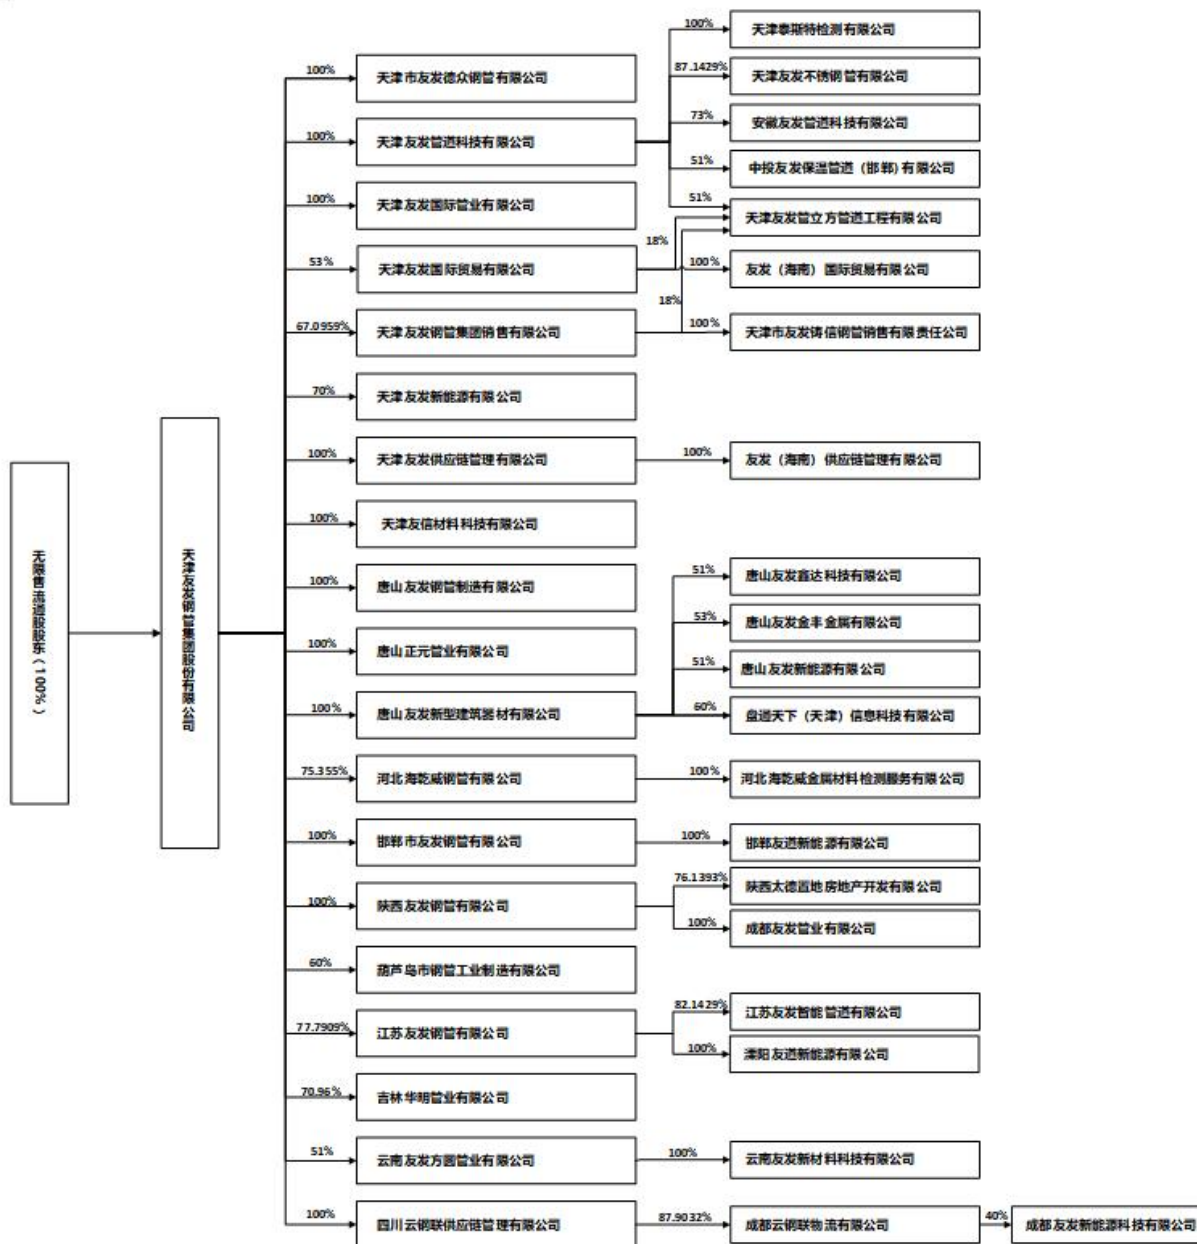 无限售流通股股东（100%）
天津友发钢管集团股份有限公司
100%
天津市友发德众钢管有限公司
100%
天津友发管道科技有限公司
100%
天津泰斯特检测有限公司
87.1429%
天津友发不锈钢管有限公司
73%
安徽友发管道科技有限公司
51%
中投友发保温管道（邯郸）有限公司
51%
天津友发管立方管道工程有限公司
100%
天津友发国际管业有限公司
53%
天津友发国际贸易有限公司
18%
100%
友发（海南）国际贸易有限公司
67.0959%
天津友发钢管集团销售有限公司
18%
100%
天津市友发铸信钢管销售有限责任公司
70%
天津友发新能源有限公司
100%
天津友发供应链管理有限公司
100%
友发（海南）供应链管理有限公司
100%
天津友信材料科技有限公司
100%
唐山友发钢管制造有限公司
100%
唐山正元管业有限公司
100%
唐山友发新型建筑器材有限公司
51%
唐山友发鑫达科技有限公司
53%
唐山友发金丰金属有限公司
51%
唐山友发新能源有限公司
60%
盘通天下（天津）信息科技有限公司
75.355%
河北海乾威钢管有限公司
100%
河北海乾威金属材料检测服务有限公司
100%
邯郸市友发钢管有限公司
100%
邯郸友道新能源有限公司
100%
陕西友发钢管有限公司
76.1393%
陕西太德置地房地产开发有限公司
100%
成都友发管业有限公司
60%
葫芦岛市钢管工业制造有限公司
77.7909%
江苏友发钢管有限公司
82.1429%
江苏友发智能管道有限公司
100%
溧阳友道新能源有限公司
70.96%
吉林华明管业有限公司
51%
云南友发方圆管业有限公司
100%
云南友发新材料科技有限公司
100%
四川云钢联供应链管理有限公司
87.9032%
成都云钢联物流有限公司
40%
成都友发新能源科技有限公司